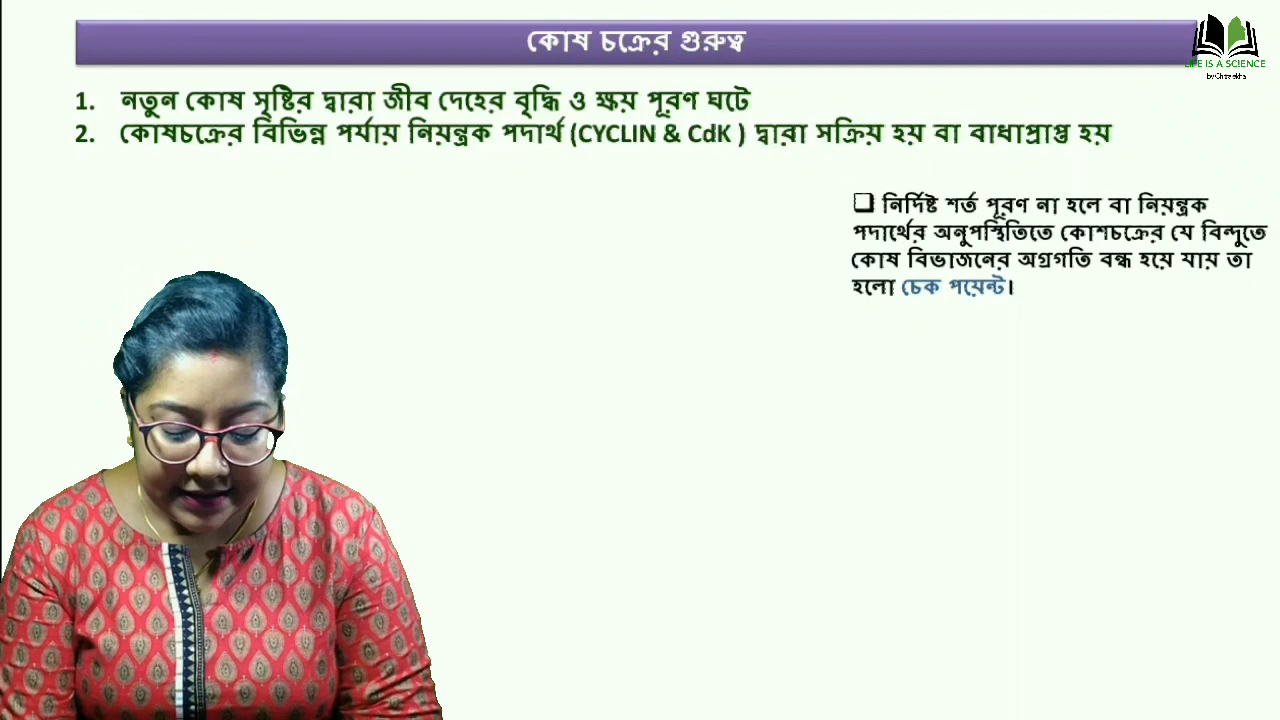 কোষ চক্রের গুরুত্ব
LIFE IS A SCIENCE
1. নতুন কোষ সৃষ্টির দ্বারা জীব দেহের বৃদ্ধি ও ক্ষয় পূরণ ঘটে
2. কোষচক্রের বিভিন্ন পর্যায় নিয়ন্ত্রক পদার্থ (CYCLIN & CdK ) দ্বারা সক্রিয় হয় বা বাধাপ্রাপ্ত হয়
❑ নির্দিষ্ট শর্ত পূরণ না হলে বা নিয়ন্ত্রক
পদার্থের অনুপস্থিতিতে কোশচক্রের যে বিন্দুতে
কোষ বিভাজনের অগ্রগতি বন্ধ হয়ে যায় তা
হলো চেক পয়েন্ট।